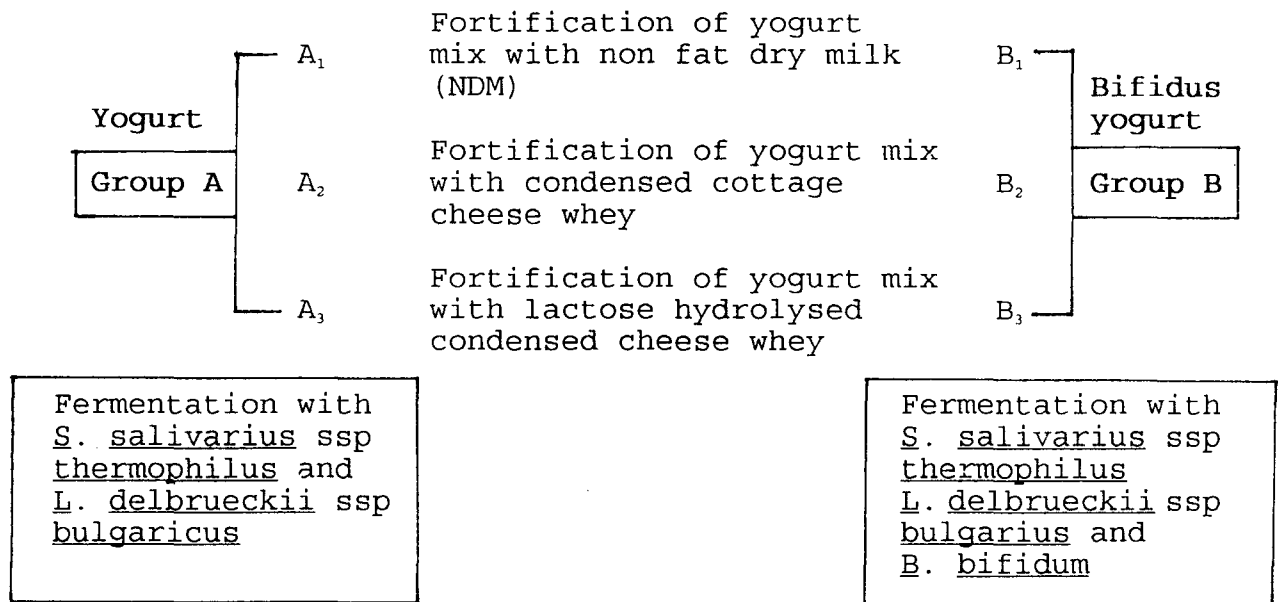 Fortification of yogurt
A₁ mix with non fat dry milk B₁
(NDM)
Yogurt
Bifidus
yogurt
Fortification of yogurt mix
Group A A₂ with condensed cottage B₂ Group B
cheese whey
Fortification of yogurt mix
A₃ with lactose hydrolysed B₃
condensed cheese whey
Fermentation with
S. salivarius ssp
thermophilus and
L. delbrueckii ssp
bulgaricus
Fermentation with
S. salivarius ssp
thermophilus
L. delbrueckii ssp
bulgarius and
B. bifidum